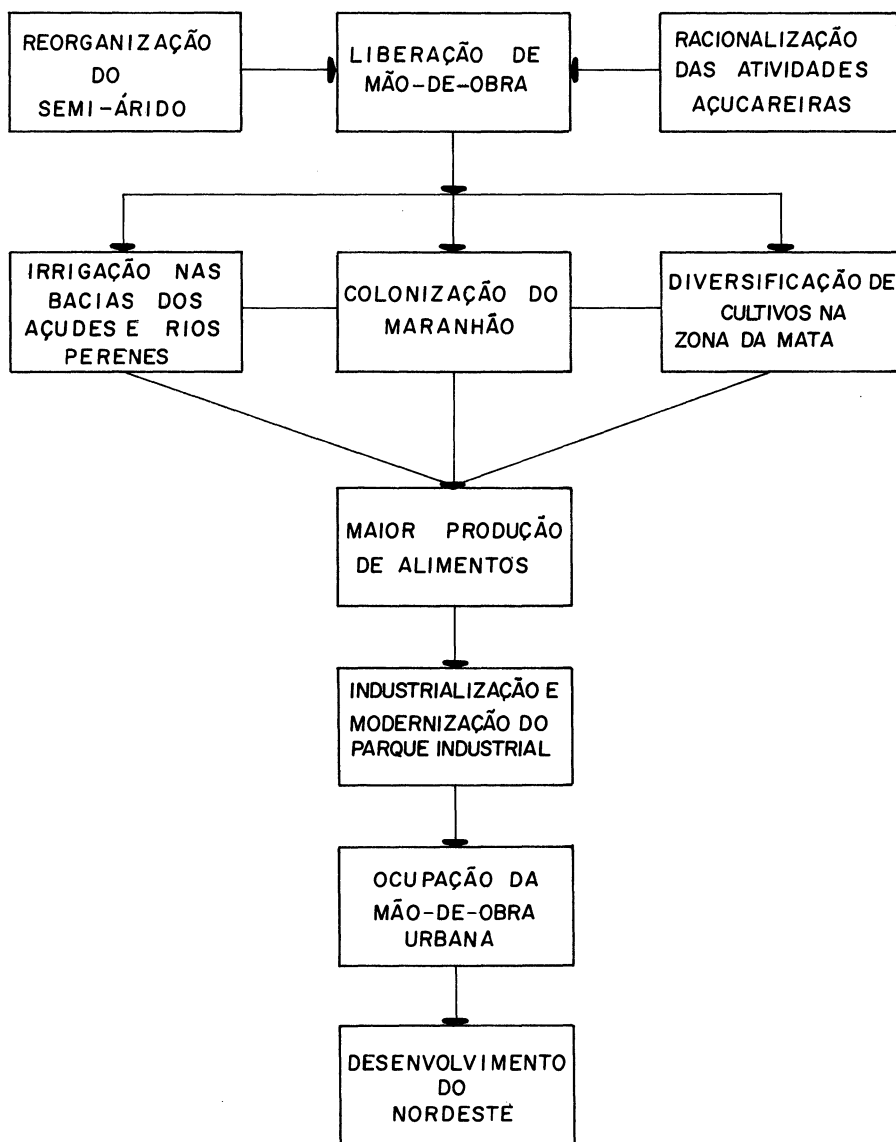 REORGANIZAÇÃO
DO
SEMI-ÁRIDO
LIBERAÇÃO DE
MÃO-DE-OBRA
RACIONALIZAÇÃO
DAS ATIVIDADES
AÇUCAREIRAS
IRRIGAÇÃO NAS
BACIAS DOS
AÇUDES E RIOS
PERENES
COLONIZAÇÃO DO
MARANHÃO
DIVERSIFICAÇÃO DE
CULTIVOS NA
ZONA DA MATA
MAIOR PRODUÇÃO
DE ALIMENTOS
INDUSTRIALIZAÇÃO E
MODERNIZAÇÃO DO
PARQUE INDUSTRIAL
OCUPAÇÃO DA
MÃO-DE-OBRA
URBANA
DESENVOLVIMENTO
DO
NORDESTE